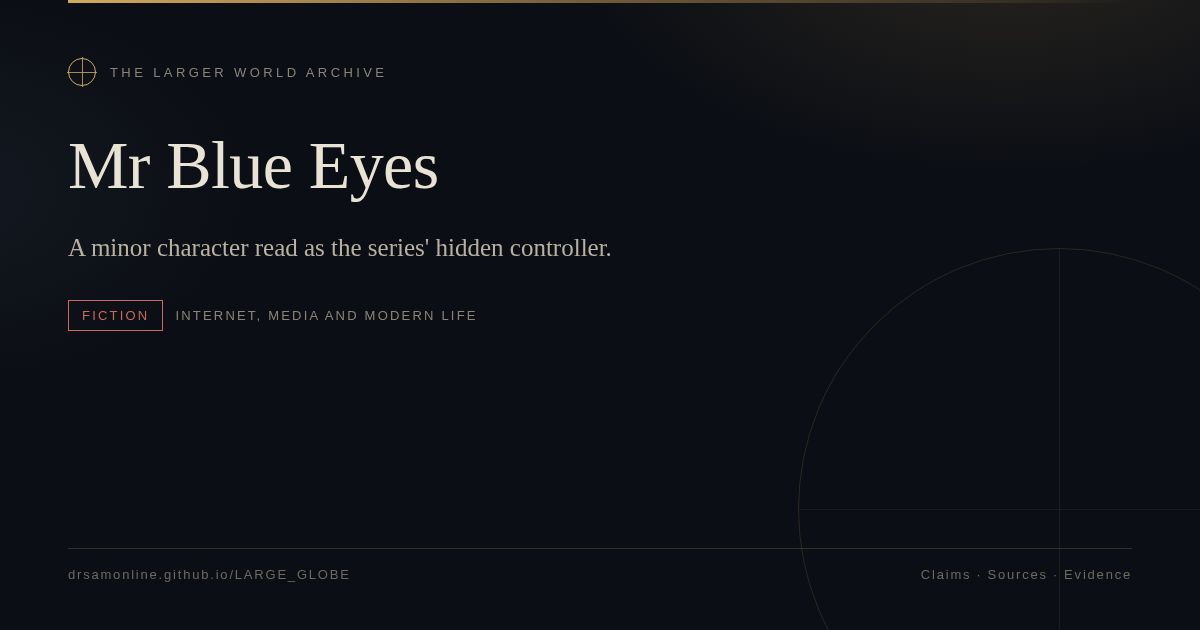 THE LARGER WORLD ARCHIVE
Mr Blue Eyes
A minor character read as the series' hidden controller.
FICTION INTERNET, MEDIA AND MODERN LIFE
drsamonline.github.io/LARGE_GLOBE
Claims · Sources · Evidence